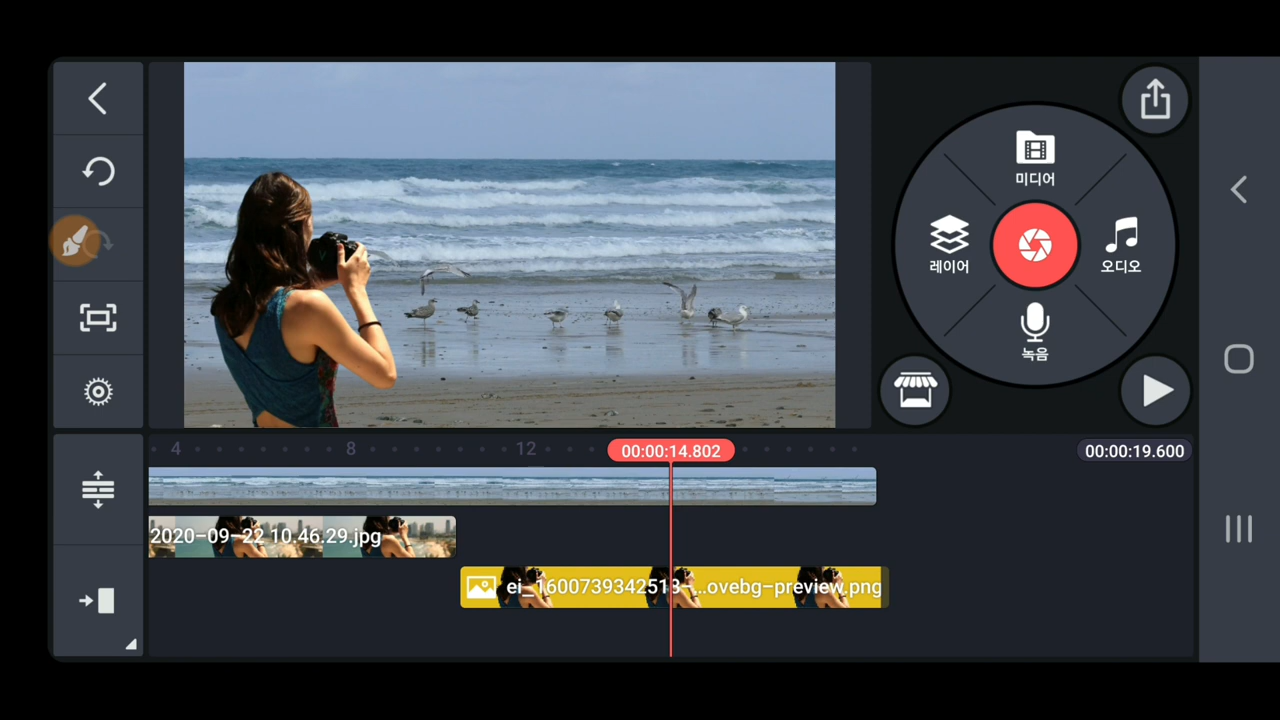 미디어
레이어
오디오
녹음
4
8
12
00:00:14.802
00:00:19.600
2020-09-22 10.46.29.jpg
ei_1600739342513-…ovebg-preview.png